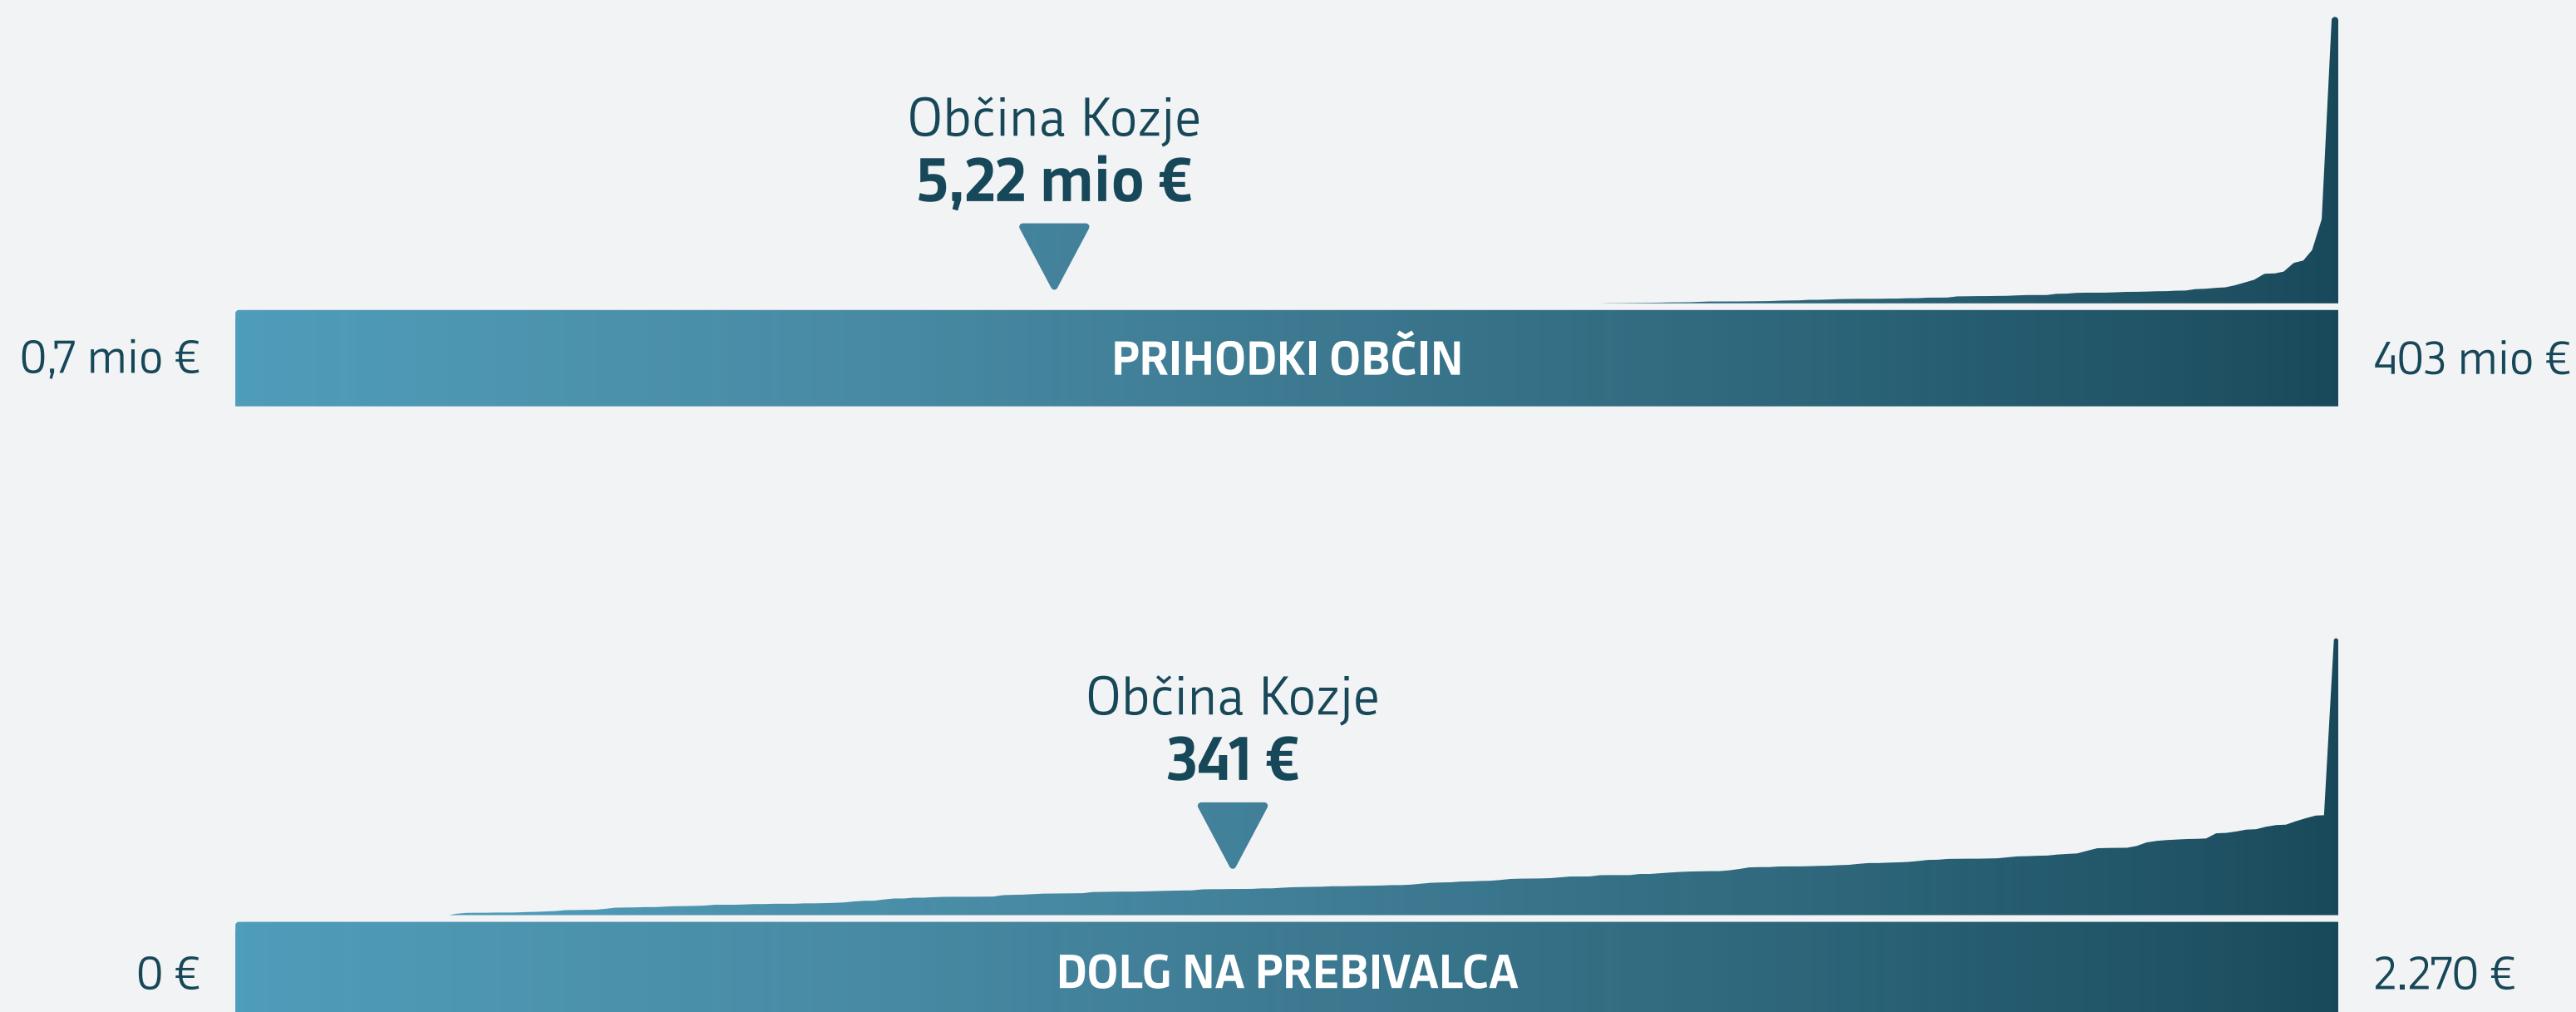 Občina Kozje
5,22 mio €
0,7 mio €
PRIHODKI OBČIN
403 mio €
Občina Kozje
341 €
0 €
DOLG NA PREBIVALCA
2.270 €